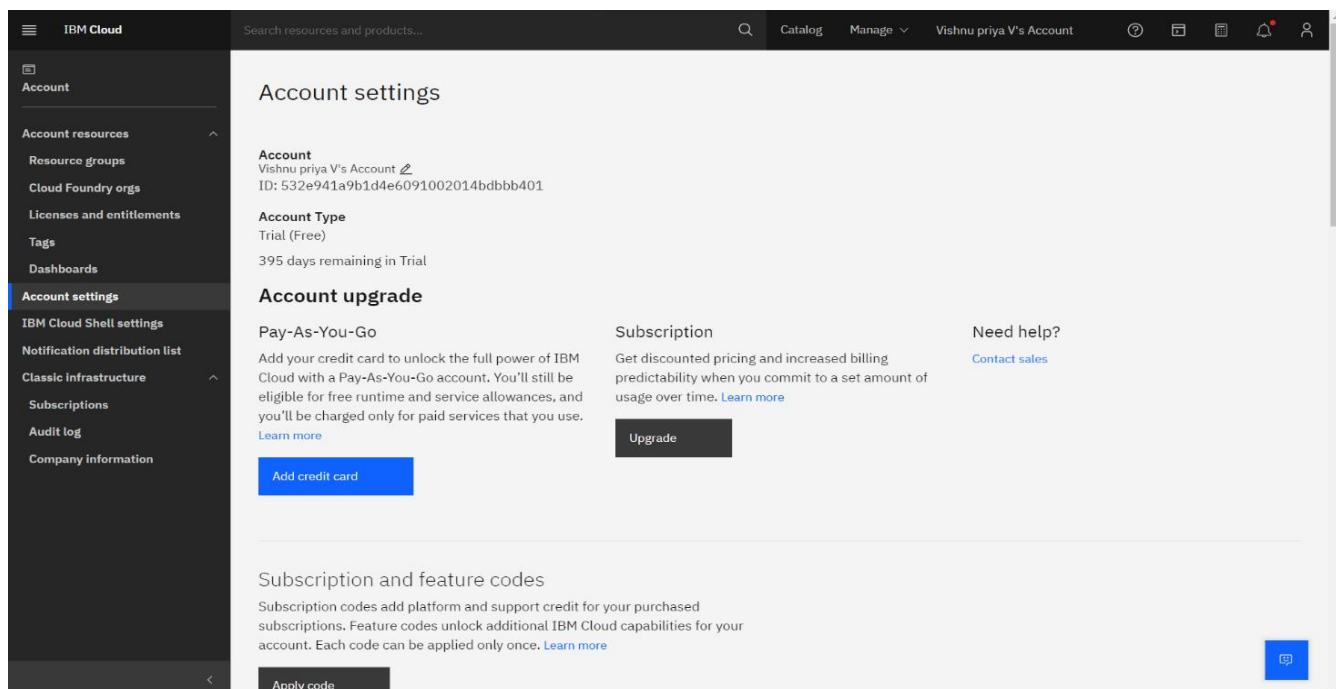 IBM Cloud
Search resources and products...
Catalog
Manage
Vishnu priya V's Account
Account
Account resources
Resource groups
Cloud Foundry orgs
Licenses and entitlements
Tags
Dashboards
Account settings
IBM Cloud Shell settings
Notification distribution list
Classic infrastructure
Subscriptions
Audit log
Company information
Account settings
Account
Vishnu priya V's Account
ID: 532e941a9b1d4e6091002014bdbbb401
Account Type
Trial (Free)
395 days remaining in Trial
Account upgrade
Pay-As-You-Go
Add your credit card to unlock the full power of IBM
Cloud with a Pay-As-You-Go account. You'll still be
eligible for free runtime and service allowances, and
you'll be charged only for paid services that you use.
Learn more
Add credit card
Subscription
Get discounted pricing and increased billing
predictability when you commit to a set amount of
usage over time. Learn more
Upgrade
Need help?
Contact sales
Subscription and feature codes
Subscription codes add platform and support credit for your purchased
subscriptions. Feature codes unlock additional IBM Cloud capabilities for your
account. Each code can be applied only once. Learn more
Apply code